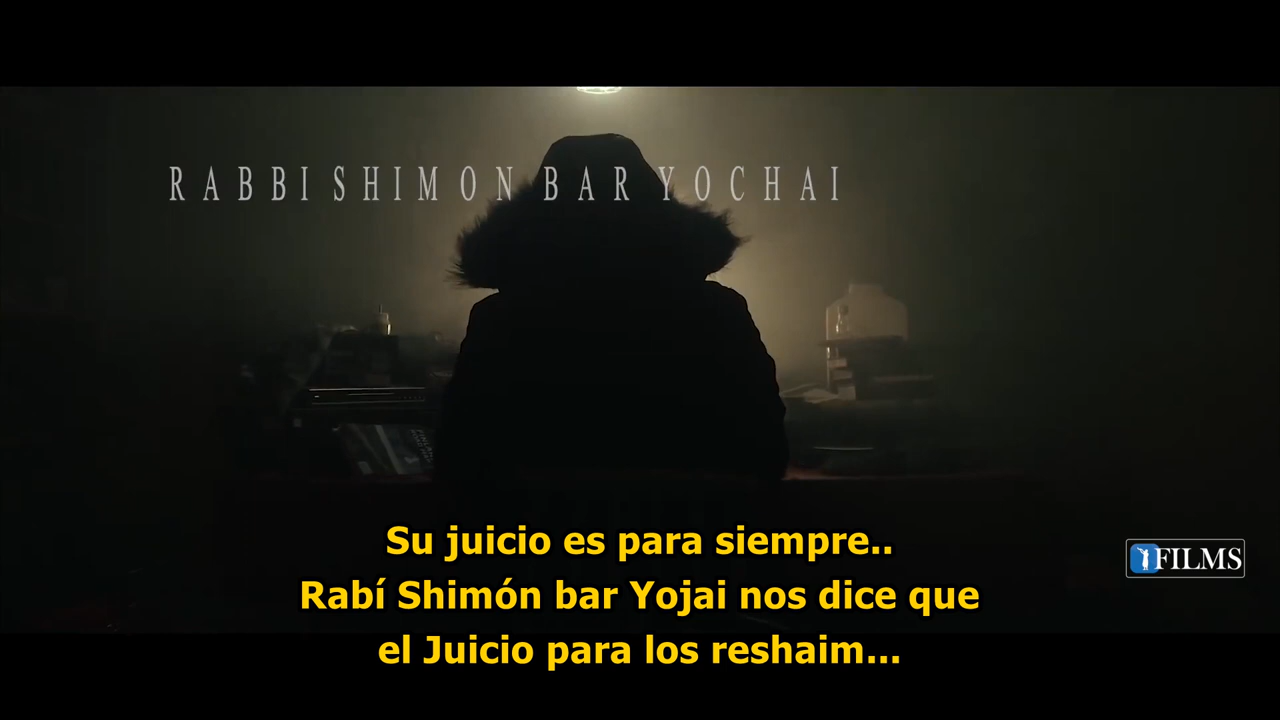 RABBI SHIMON BAR YOCHAI
Su juicio es para siempre..
Rabí Shimón bar Yojai nos dice que
el Juicio para los reshaim...
FILMS